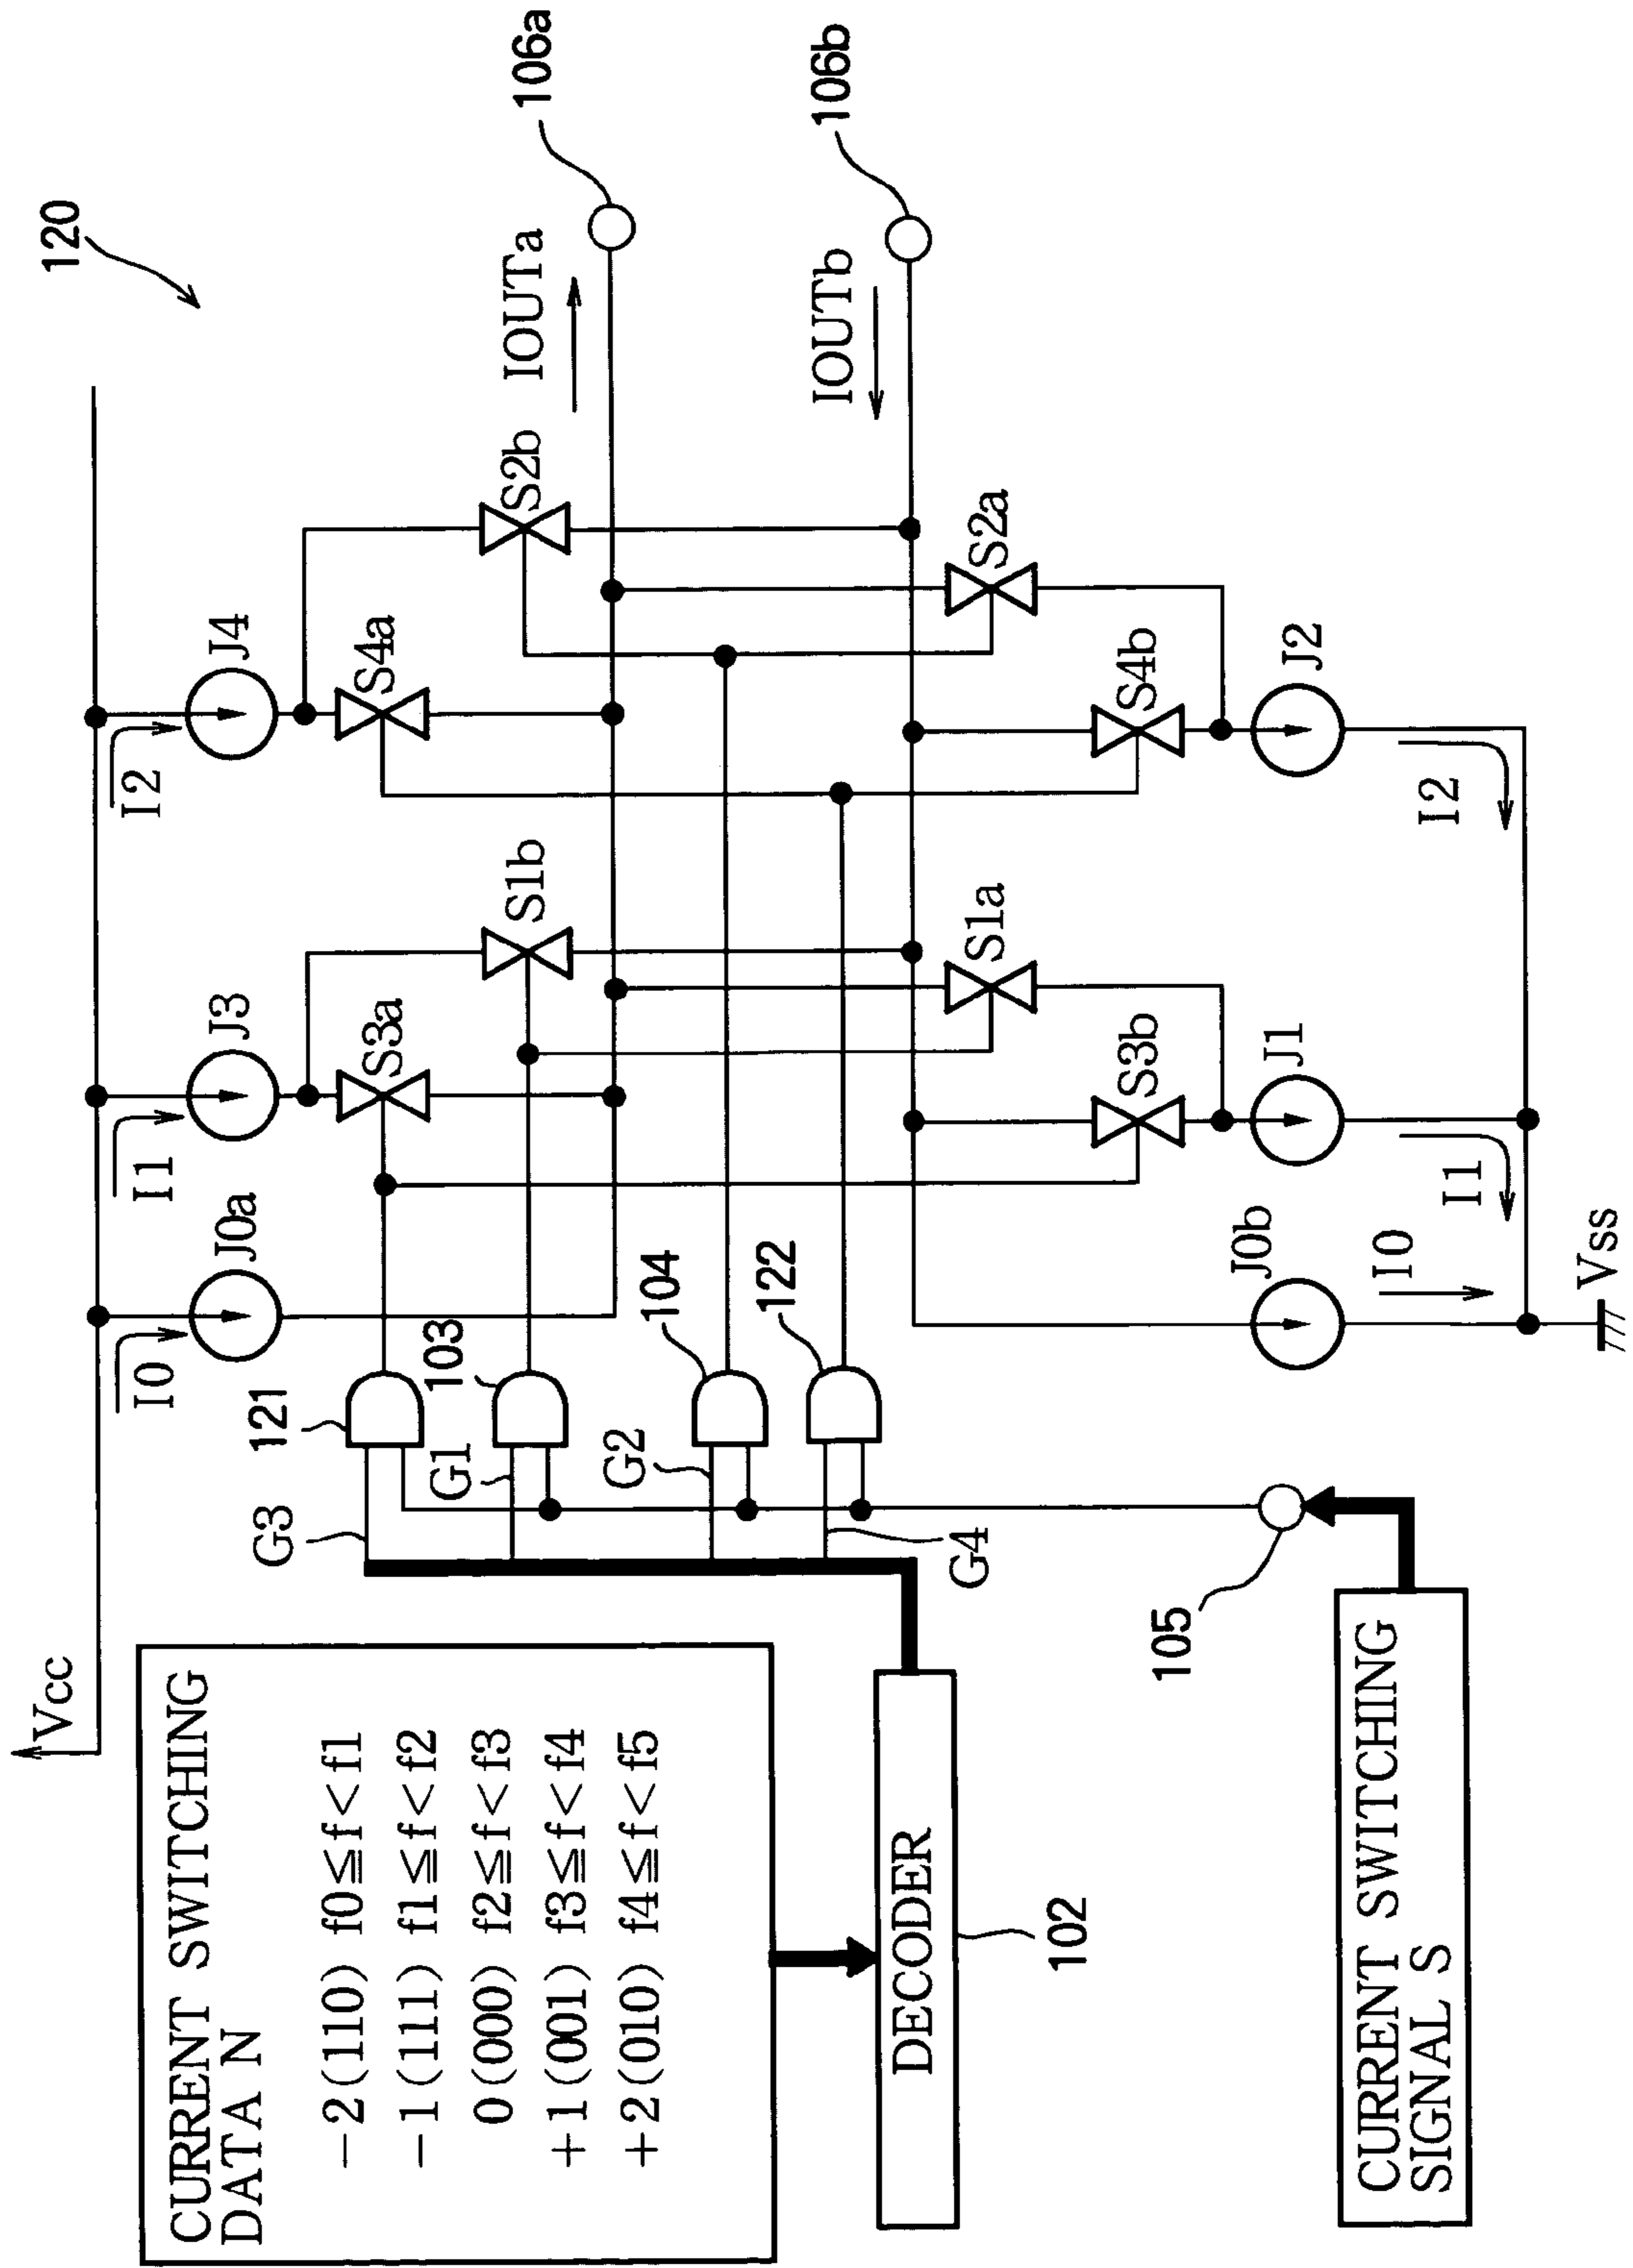 120
Vcc
I0
J0a
I1
J3
I2
J4
S3a
S4a
S1b
S2b
IOUTa
106a
IOUTb
106b
121
103
104
122
G3
G1
G2
G4
S1a
S2a
S3b
S4b
J0b
J1
J2
I0
I1
I2
Vss
CURRENT SWITCHING
DATA N
−2(110) f0≦f<f1
−1(111) f1≦f<f2
0(000) f2≦f<f3
+1(001) f3≦f<f4
+2(010) f4≦f<f5
DECODER
102
105
CURRENT SWITCHING
SIGNAL S